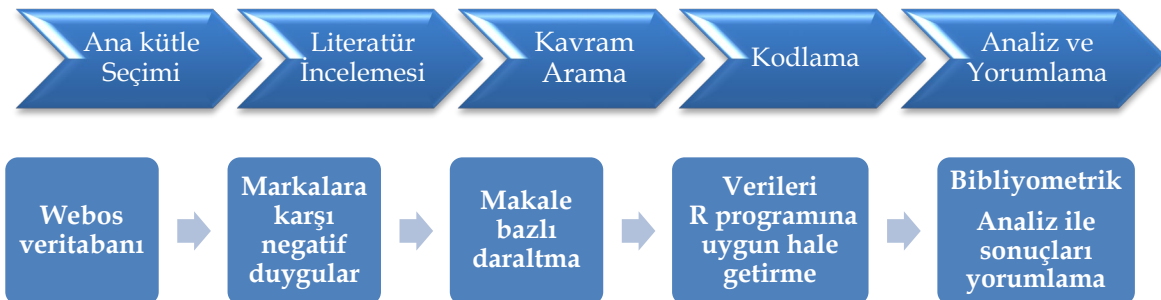 Ana kütle
Seçimi
Literatür
İncelemesi
Kavram
Arama
Kodlama
Analiz ve
Yorumlama
Webos
veritabanı
Markalara
karşı
negatif
duygular
Makale
bazlı
daraltma
Verileri
R programına
uygun hale
getirme
Bibliyometrik
Analiz ile
sonuçları
yorumlama